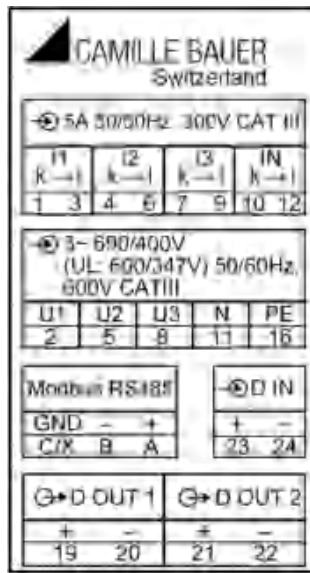 CAMILLE BAUER
Switzerland
5A 50/60Hz, 300V CAT III
I1 I2 I3 IN
k→l k→l k→l k→l
1 3 4 6 7 9 10 12
3~ 690/400V
(UL: 600/347V) 50/60Hz,
600V CATIII
U1 U2 U3 N PE
2 5 8 11 16
Modbus RS485
GND - +
C/X B A
D IN
+ -
23 24
D OUT 1
+ -
19 20
D OUT 2
+ -
21 22